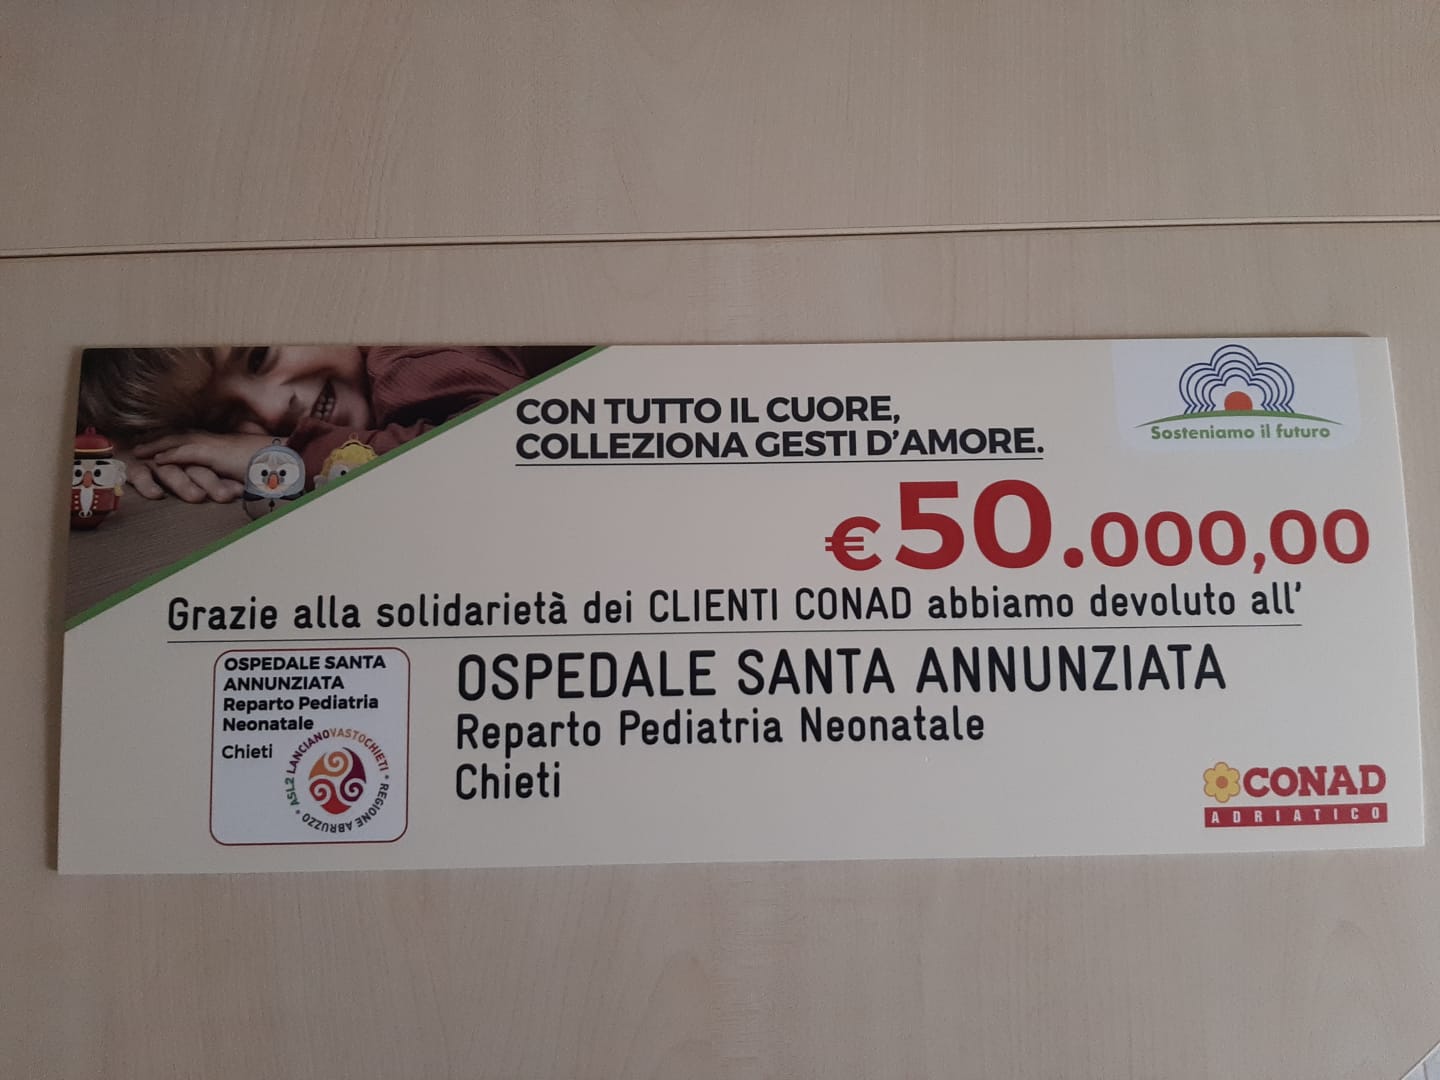 CON TUTTO IL CUORE,
COLLEZIONA GESTI D'AMORE.
Sosteniamo il futuro
€50.000,00
Grazie alla solidarietà dei CLIENTI CONAD abbiamo devoluto all'
OSPEDALE SANTA
ANNUNZIATA
Reparto Pediatria
Neonatale
Chieti
ASL2 LANCIANOVASTOCHIETI • REGIONE ABRUZZO •
OSPEDALE SANTA ANNUNZIATA
Reparto Pediatria Neonatale
Chieti
CONAD
ADRIATICO